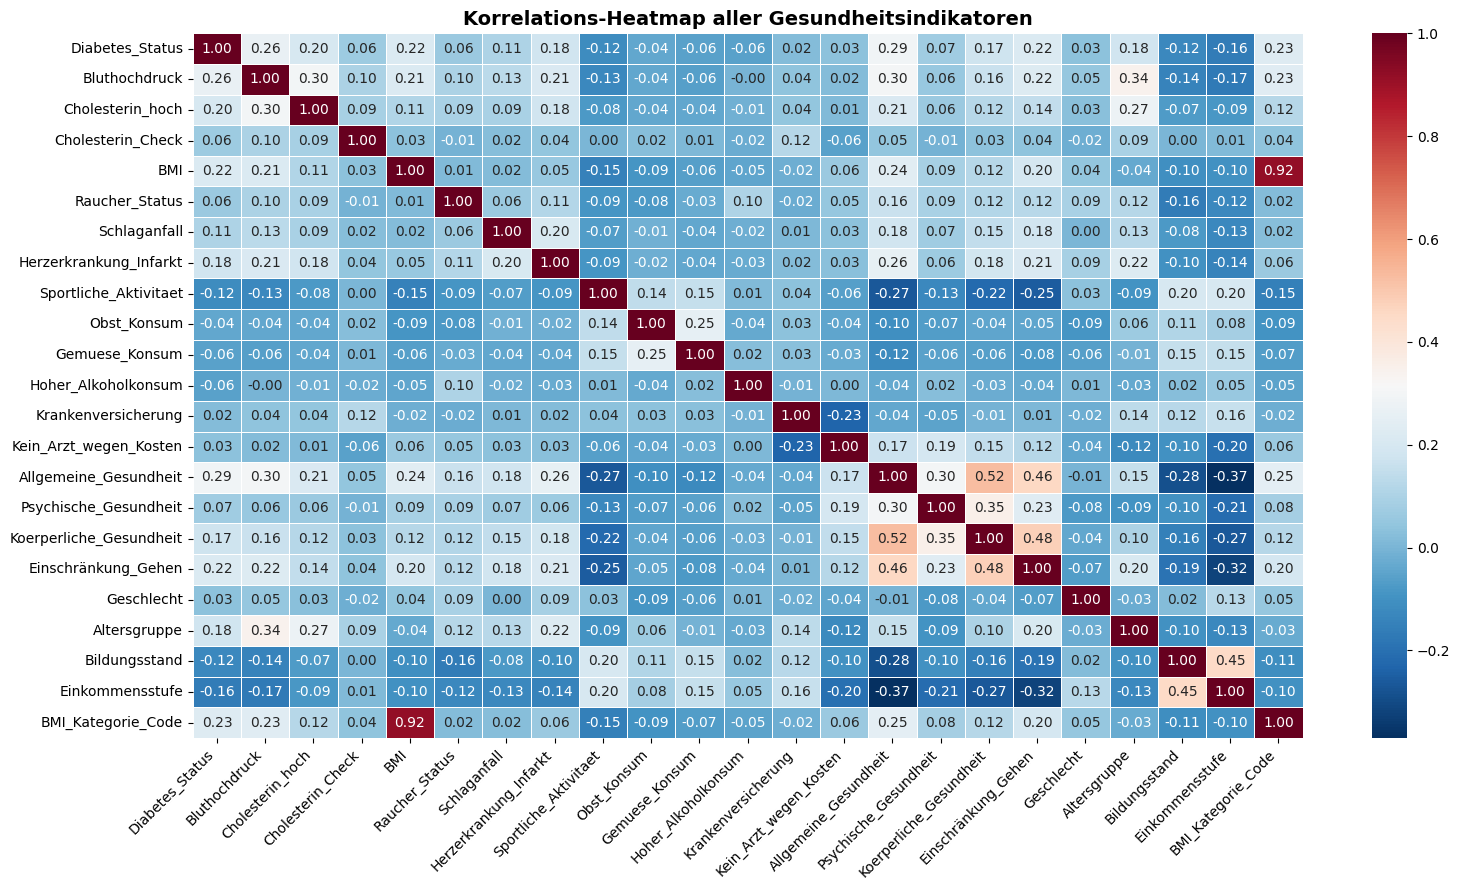 Korrelations-Heatmap aller Gesundheitsindikatoren
Diabetes_Status 1.00 0.26 0.20 0.06 0.22 0.06 0.11 0.18 -0.12 -0.04 -0.06 -0.06 0.02 0.03 0.29 0.07 0.17 0.22 0.03 0.18 -0.12 -0.16 0.23
Bluthochdruck 0.26 1.00 0.30 0.10 0.21 0.10 0.13 0.21 -0.13 -0.04 -0.06 -0.00 0.04 0.02 0.30 0.06 0.16 0.22 0.05 0.34 -0.14 -0.17 0.23
Cholesterin_hoch 0.20 0.30 1.00 0.09 0.11 0.09 0.09 0.18 -0.08 -0.04 -0.04 -0.01 0.04 0.01 0.21 0.06 0.12 0.14 0.03 0.27 -0.07 -0.09 0.12
Cholesterin_Check 0.06 0.10 0.09 1.00 0.03 -0.01 0.02 0.04 0.00 0.02 0.01 -0.02 0.12 -0.06 0.05 -0.01 0.03 0.04 -0.02 0.09 0.00 0.01 0.04
BMI 0.22 0.21 0.11 0.03 1.00 0.01 0.02 0.05 -0.15 -0.09 -0.06 -0.05 -0.02 0.06 0.24 0.09 0.12 0.20 0.04 -0.04 -0.10 -0.10 0.92
Raucher_Status 0.06 0.10 0.09 -0.01 0.01 1.00 0.06 0.11 -0.09 -0.08 -0.03 0.10 -0.02 0.05 0.16 0.09 0.12 0.12 0.09 0.12 -0.16 -0.12 0.02
Schlaganfall 0.11 0.13 0.09 0.02 0.02 0.06 1.00 0.20 -0.07 -0.01 -0.04 -0.02 0.01 0.03 0.18 0.07 0.15 0.18 0.00 0.13 -0.08 -0.13 0.02
Herzerkrankung_Infarkt 0.18 0.21 0.18 0.04 0.05 0.11 0.20 1.00 -0.09 -0.02 -0.04 -0.03 0.02 0.03 0.26 0.06 0.18 0.21 0.09 0.22 -0.10 -0.14 0.06
Sportliche_Aktivitaet -0.12 -0.13 -0.08 0.00 -0.15 -0.09 -0.07 -0.09 1.00 0.14 0.15 0.01 0.04 -0.06 -0.27 -0.13 -0.22 -0.25 0.03 -0.09 0.20 0.20 -0.15
Obst_Konsum -0.04 -0.04 -0.04 0.02 -0.09 -0.08 -0.01 -0.02 0.14 1.00 0.25 -0.04 0.03 -0.04 -0.10 -0.07 -0.04 -0.05 -0.09 0.06 0.11 0.08 -0.09
Gemuese_Konsum -0.06 -0.06 -0.04 0.01 -0.06 -0.03 -0.04 -0.04 0.15 0.25 1.00 0.02 0.03 -0.03 -0.12 -0.06 -0.06 -0.08 -0.06 -0.01 0.15 0.15 -0.07
Hoher_Alkoholkonsum -0.06 -0.00 -0.01 -0.02 -0.05 0.10 -0.02 -0.03 0.01 -0.04 0.02 1.00 -0.01 0.00 -0.04 0.02 -0.03 -0.04 0.01 -0.03 0.02 0.05 -0.05
Krankenversicherung 0.02 0.04 0.04 0.12 -0.02 -0.02 0.01 0.02 0.04 0.03 0.03 -0.01 1.00 -0.23 -0.04 -0.05 -0.01 0.01 -0.02 0.14 0.12 0.16 -0.02
Kein_Arzt_wegen_Kosten 0.03 0.02 0.01 -0.06 0.06 0.05 0.03 0.03 -0.06 -0.04 -0.03 0.00 -0.23 1.00 0.17 0.19 0.15 0.12 -0.04 -0.12 -0.10 -0.20 0.06
Allgemeine_Gesundheit 0.29 0.30 0.21 0.05 0.24 0.16 0.18 0.26 -0.27 -0.10 -0.12 -0.04 -0.04 0.17 1.00 0.30 0.52 0.46 -0.01 0.15 -0.28 -0.37 0.25
Psychische_Gesundheit 0.07 0.06 0.06 -0.01 0.09 0.09 0.07 0.06 -0.13 -0.07 -0.06 0.02 -0.05 0.19 0.30 1.00 0.35 0.23 -0.08 -0.09 -0.10 -0.21 0.08
Koerperliche_Gesundheit 0.17 0.16 0.12 0.03 0.12 0.12 0.15 0.18 -0.22 -0.04 -0.06 -0.03 -0.01 0.15 0.52 0.35 1.00 0.48 -0.04 0.10 -0.16 -0.27 0.12
Einschränkung_Gehen 0.22 0.22 0.14 0.04 0.20 0.12 0.18 0.21 -0.25 -0.05 -0.08 -0.04 0.01 0.12 0.46 0.23 0.48 1.00 -0.07 0.20 -0.19 -0.32 0.20
Geschlecht 0.03 0.05 0.03 -0.02 0.04 0.09 0.00 0.09 0.03 -0.09 -0.06 0.01 -0.02 -0.04 -0.01 -0.08 -0.04 -0.07 1.00 -0.03 0.02 0.13 0.05
Altersgruppe 0.18 0.34 0.27 0.09 -0.04 0.12 0.13 0.22 -0.09 0.06 -0.01 -0.03 0.14 -0.12 0.15 -0.09 0.10 0.20 -0.03 1.00 -0.10 -0.13 -0.03
Bildungsstand -0.12 -0.14 -0.07 0.00 -0.10 -0.16 -0.08 -0.10 0.20 0.11 0.15 0.02 0.12 -0.10 -0.28 -0.10 -0.16 -0.19 0.02 -0.10 1.00 0.45 -0.11
Einkommensstufe -0.16 -0.17 -0.09 0.01 -0.10 -0.12 -0.13 -0.14 0.20 0.08 0.15 0.05 0.16 -0.20 -0.37 -0.21 -0.27 -0.32 0.13 -0.13 0.45 1.00 -0.10
BMI_Kategorie_Code 0.23 0.23 0.12 0.04 0.92 0.02 0.02 0.06 -0.15 -0.09 -0.07 -0.05 -0.02 0.06 0.25 0.08 0.12 0.20 0.05 -0.03 -0.11 -0.10 1.00
Diabetes_Status
Bluthochdruck
Cholesterin_hoch
Cholesterin_Check
BMI
Raucher_Status
Schlaganfall
Herzerkrankung_Infarkt
Sportliche_Aktivitaet
Obst_Konsum
Gemuese_Konsum
Hoher_Alkoholkonsum
Krankenversicherung
Kein_Arzt_wegen_Kosten
Allgemeine_Gesundheit
Psychische_Gesundheit
Koerperliche_Gesundheit
Einschränkung_Gehen
Geschlecht
Altersgruppe
Bildungsstand
Einkommensstufe
BMI_Kategorie_Code
1.0
0.8
0.6
0.4
0.2
0.0
−0.2